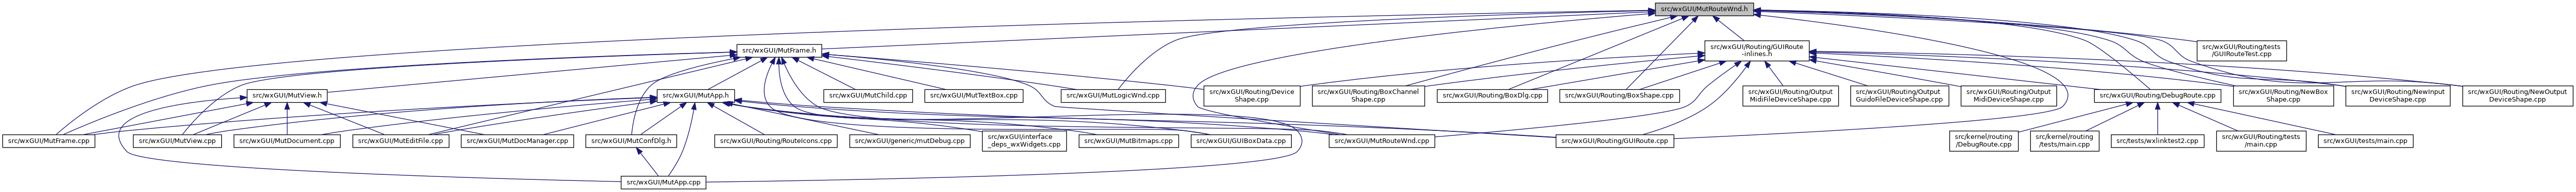 src/wxGUI/MutRouteWnd.h
src/wxGUI/MutFrame.h
src/wxGUI/Routing/GUIRoute
-inlines.h
src/wxGUI/Routing/tests
/GUIRouteTest.cpp
src/wxGUI/MutView.h
src/wxGUI/MutApp.h
src/wxGUI/MutChild.cpp
src/wxGUI/MutTextBox.cpp
src/wxGUI/MutLogicWnd.cpp
src/wxGUI/Routing/Device
Shape.cpp
src/wxGUI/Routing/BoxChannel
Shape.cpp
src/wxGUI/Routing/BoxDlg.cpp
src/wxGUI/Routing/BoxShape.cpp
src/wxGUI/Routing/Output
MidiFileDeviceShape.cpp
src/wxGUI/Routing/Output
GuidoFileDeviceShape.cpp
src/wxGUI/Routing/Output
MidiDeviceShape.cpp
src/wxGUI/Routing/DebugRoute.cpp
src/wxGUI/Routing/NewBox
Shape.cpp
src/wxGUI/Routing/NewInput
DeviceShape.cpp
src/wxGUI/Routing/NewOutput
DeviceShape.cpp
src/wxGUI/MutFrame.cpp
src/wxGUI/MutView.cpp
src/wxGUI/MutDocument.cpp
src/wxGUI/MutEditFile.cpp
src/wxGUI/MutDocManager.cpp
src/wxGUI/MutConfDlg.h
src/wxGUI/Routing/RouteIcons.cpp
src/wxGUI/generic/mutDebug.cpp
src/wxGUI/interface
_deps_wxWidgets.cpp
src/wxGUI/MutBitmaps.cpp
src/wxGUI/GUIBoxData.cpp
src/wxGUI/MutRouteWnd.cpp
src/wxGUI/Routing/GUIRoute.cpp
src/kernel/routing
/DebugRoute.cpp
src/kernel/routing
/tests/main.cpp
src/tests/wxlinktest2.cpp
src/wxGUI/Routing/tests
/main.cpp
src/wxGUI/tests/main.cpp
src/wxGUI/MutApp.cpp